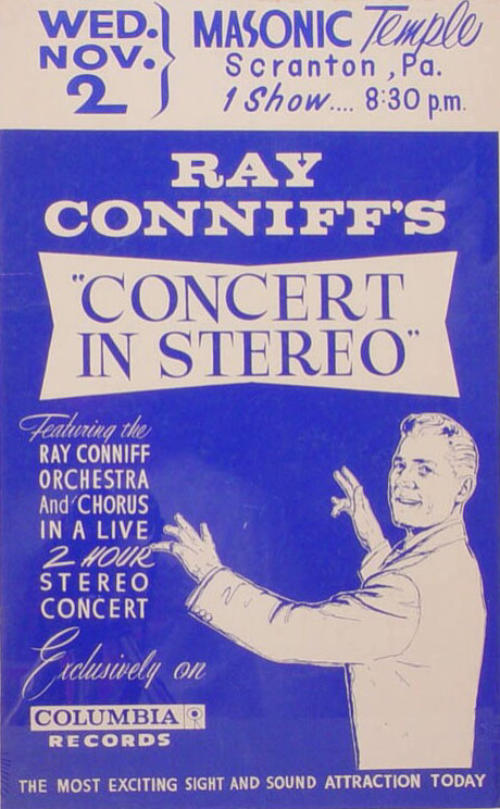 WED.
NOV.
2
MASONIC Temple
Scranton, Pa.
1 Show.... 8:30 p.m.
RAY
CONNIFF'S
"CONCERT
IN STEREO"
Featuring the
RAY CONNIFF
ORCHESTRA
And CHORUS
IN A LIVE
2 HOUR
STEREO
CONCERT
Exclusively on
COLUMBIA
RECORDS
THE MOST EXCITING SIGHT AND SOUND ATTRACTION TODAY